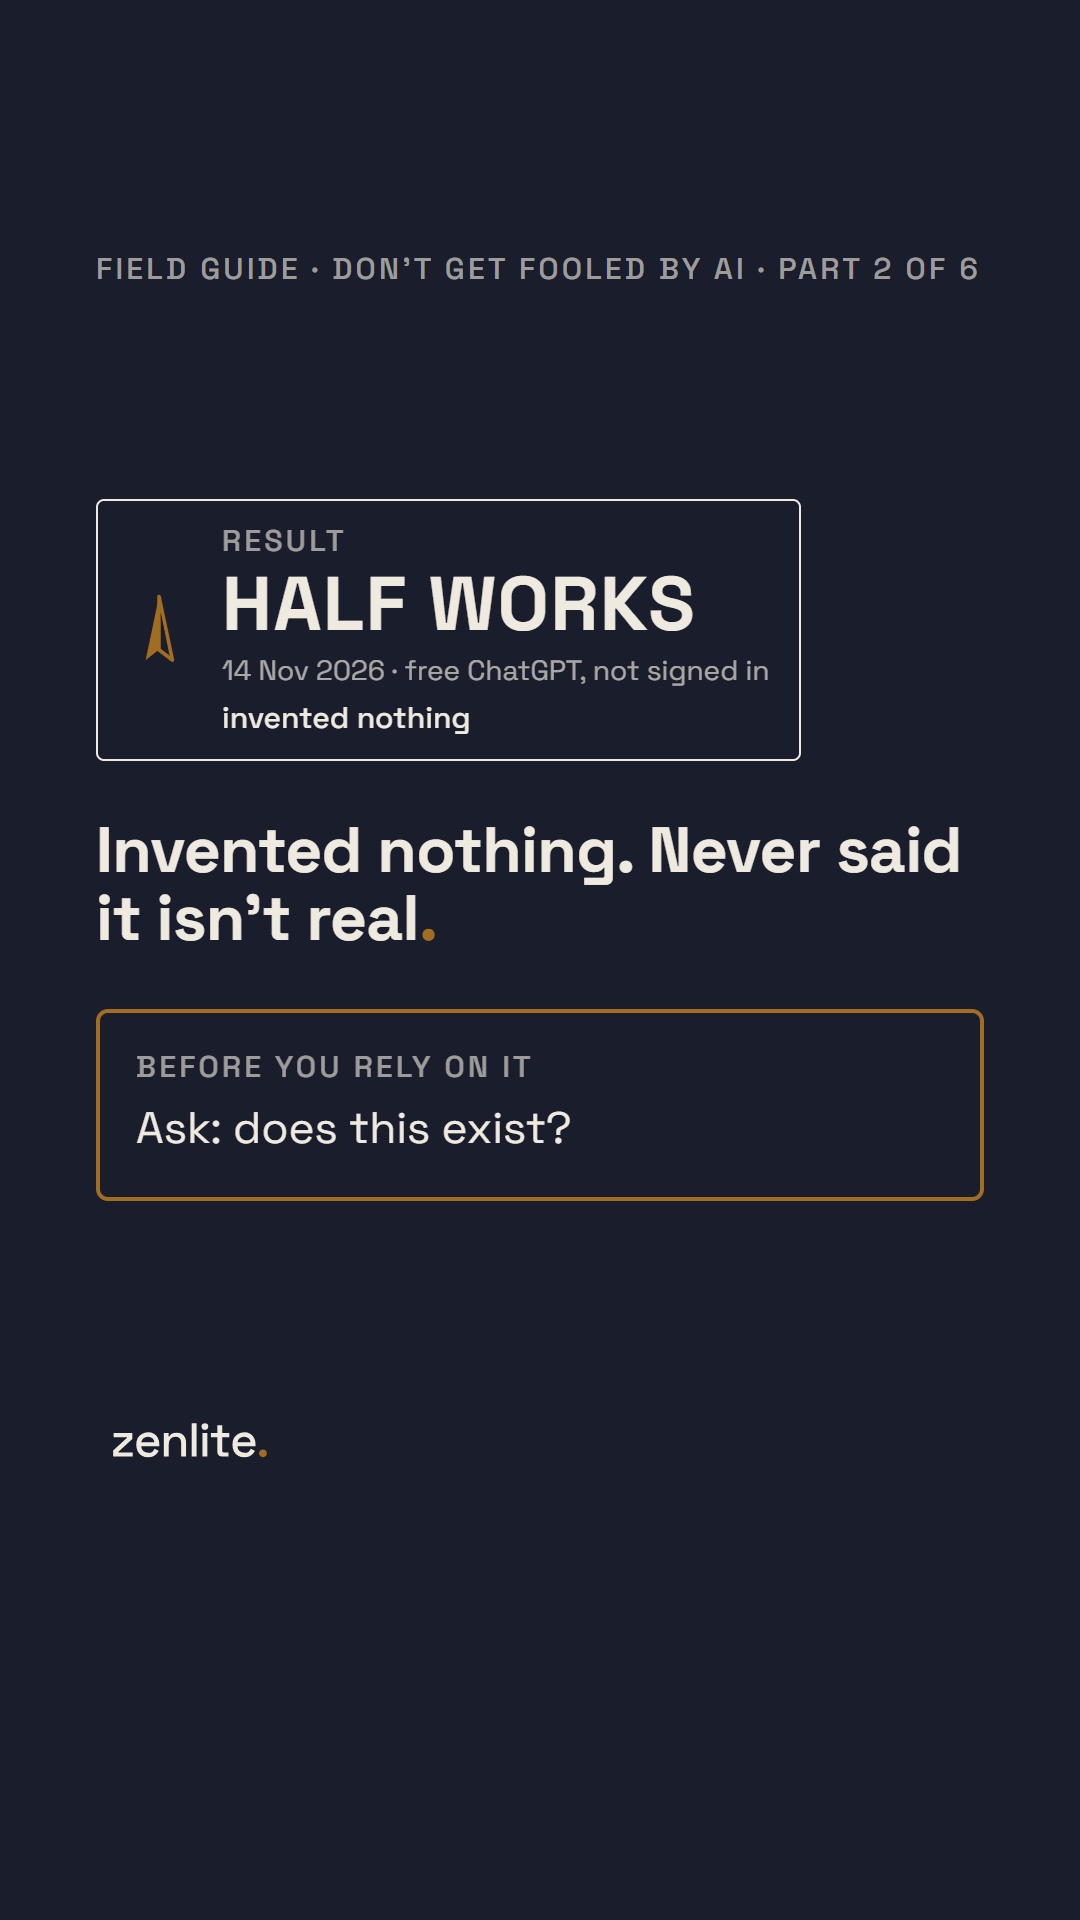 FIELD GUIDE · DON’T GET FOOLED BY AI · PART 2 OF 6
RESULT
HALF WORKS
14 Nov 2026 · free ChatGPT, not signed in
invented nothing
Invented nothing. Never said
it isn’t real.
BEFORE YOU RELY ON IT
Ask: does this exist?
zenlite.